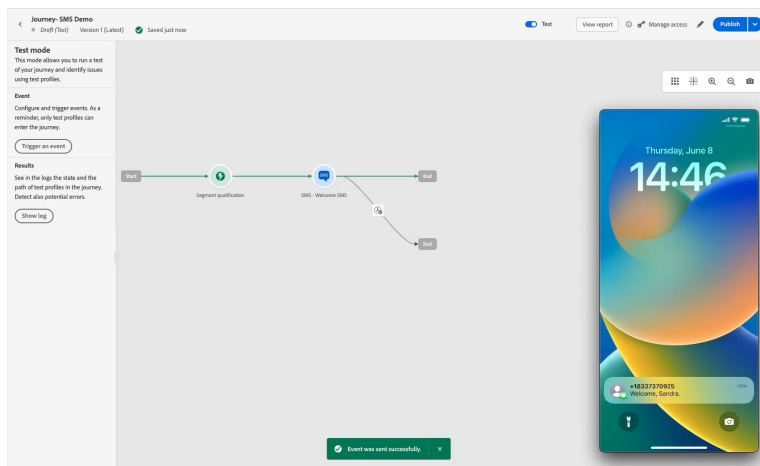 Journey- SMS Demo
Draft (Test) Version 1 (Latest) Saved just now
Test
View report
Manage access
Publish
Test mode
This mode allows you to run a test
of your journey and identify issues
using test profiles.
Event
Configure and trigger events. As a
reminder, only test profiles can
enter the journey.
Trigger an event
Results
See in the logs the state and the
path of test profiles in the journey.
Detect also potential errors.
Show log
Start
Segment qualification
SMS
SMS - Welcome SMS
End
End
Thursday, June 8
14:46
+18337370925
now
Welcome, Sandra.
Event was sent successfully.